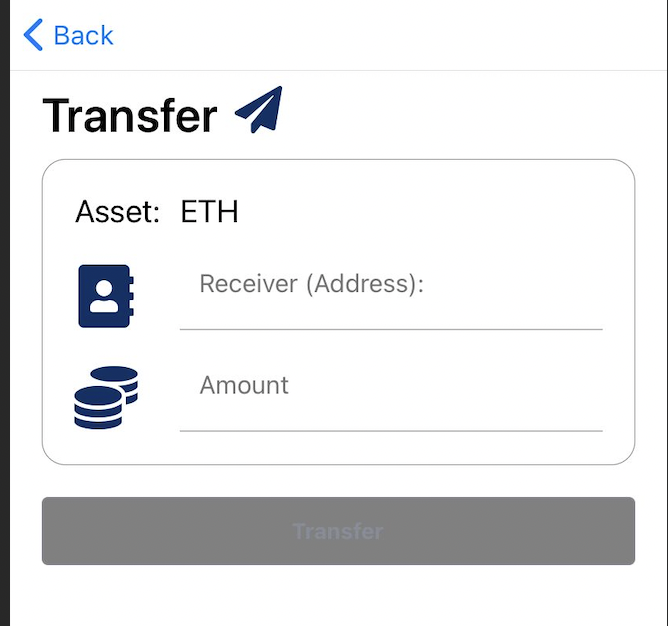 Back
Transfer
Asset: ETH
Receiver (Address):
Amount
Transfer